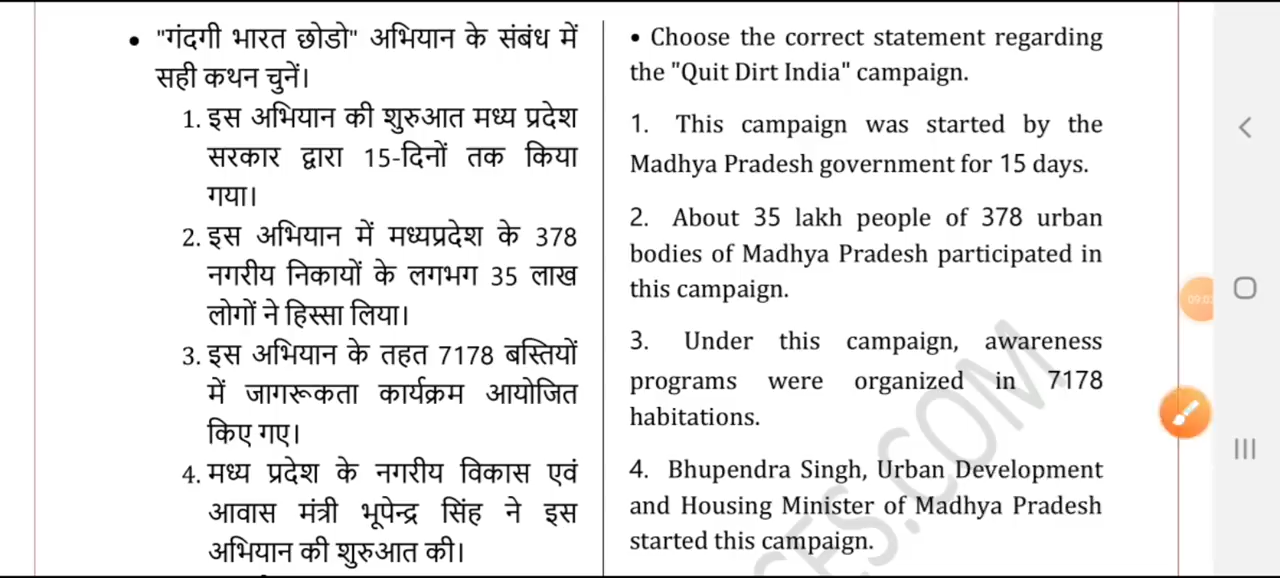 • "गंदगी भारत छोडो" अभियान के संबंध में
सही कथन चुनें।
1. इस अभियान की शुरुआत मध्य प्रदेश
सरकार द्वारा 15-दिनों तक किया
गया।
2. इस अभियान में मध्यप्रदेश के 378
नगरीय निकायों के लगभग 35 लाख
लोगों ने हिस्सा लिया।
3. इस अभियान के तहत 7178 बस्तियों
में जागरूकता कार्यक्रम आयोजित
किए गए।
4. मध्य प्रदेश के नगरीय विकास एवं
आवास मंत्री भूपेन्द्र सिंह ने इस
अभियान की शुरुआत की।
• Choose the correct statement regarding
the "Quit Dirt India" campaign.
1. This campaign was started by the
Madhya Pradesh government for 15 days.
2. About 35 lakh people of 378 urban
bodies of Madhya Pradesh participated in
this campaign.
3. Under this campaign, awareness
programs were organized in 7178
habitations.
4. Bhupendra Singh, Urban Development
and Housing Minister of Madhya Pradesh
started this campaign.